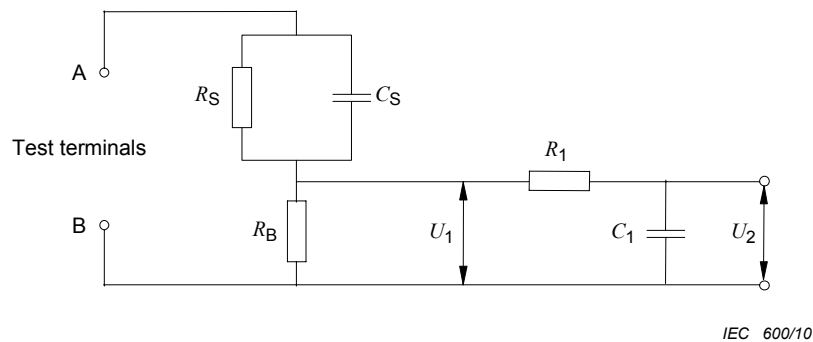 A
R_S
C_S
Test terminals
R_1
B
R_B
U_1
C_1
U_2
IEC 600/10